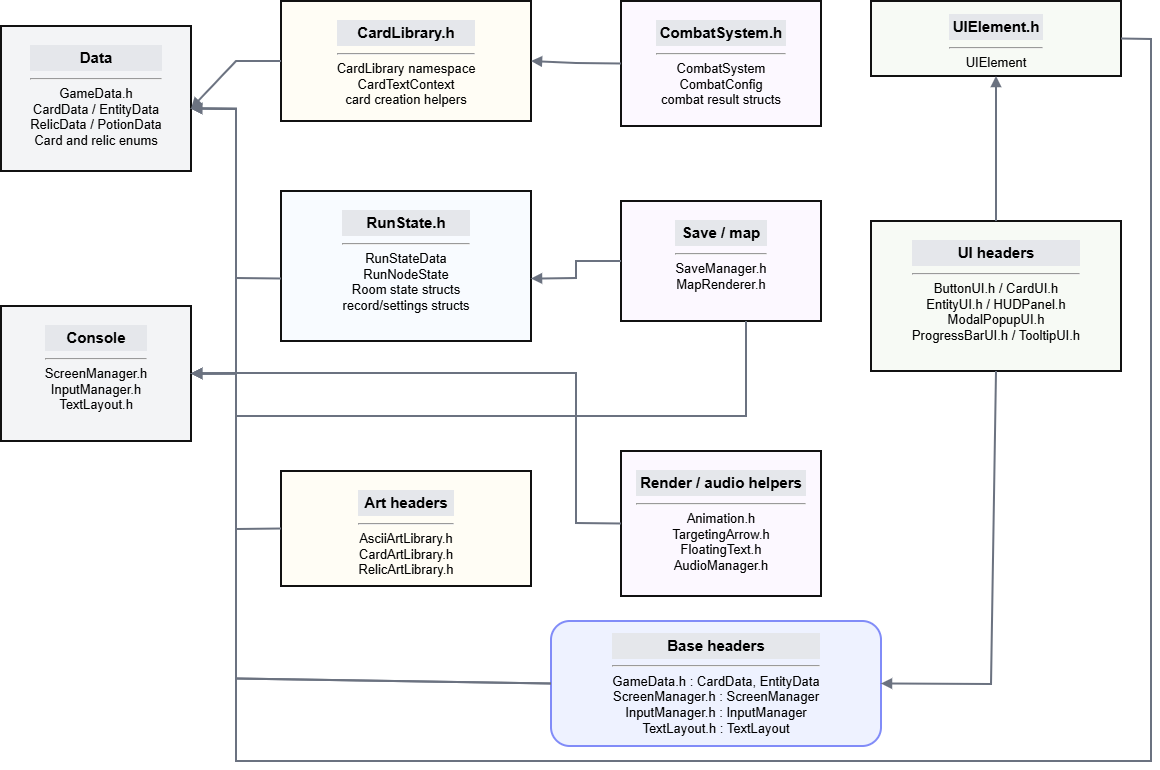 Data
GameData.h
CardData / EntityData
RelicData / PotionData
Card and relic enums
CardLibrary.h
CardLibrary namespace
CardTextContext
card creation helpers
CombatSystem.h
CombatSystem
CombatConfig
combat result structs
UIElement.h
UIElement
RunState.h
RunStateData
RunNodeState
Room state structs
record/settings structs
Save / map
SaveManager.h
MapRenderer.h
UI headers
ButtonUI.h / CardUI.h
EntityUI.h / HUDPanel.h
ModalPopupUI.h
ProgressBarUI.h / TooltipUI.h
Console
ScreenManager.h
InputManager.h
TextLayout.h
Art headers
AsciiArtLibrary.h
CardArtLibrary.h
RelicArtLibrary.h
Render / audio helpers
Animation.h
TargetingArrow.h
FloatingText.h
AudioManager.h
Base headers
GameData.h : CardData, EntityData
ScreenManager.h : ScreenManager
InputManager.h : InputManager
TextLayout.h : TextLayout